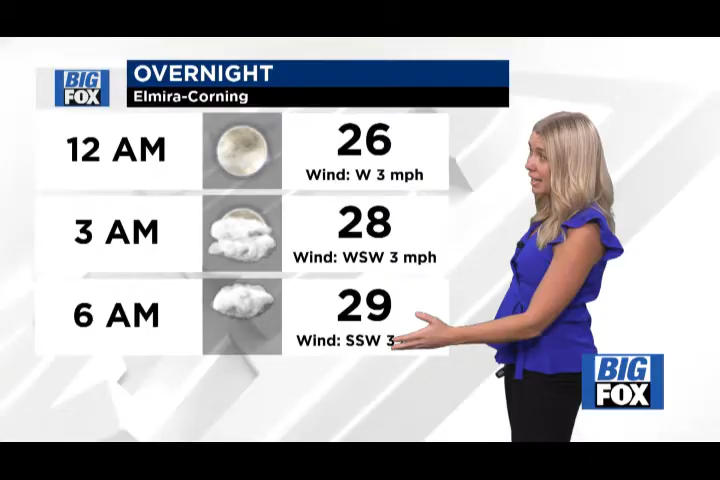 BIG
FOX
OVERNIGHT
Elmira-Corning
12 AM
26
Wind: W 3 mph
3 AM
28
Wind: WSW 3 mph
6 AM
29
Wind: SSW 3
BIG
FOX